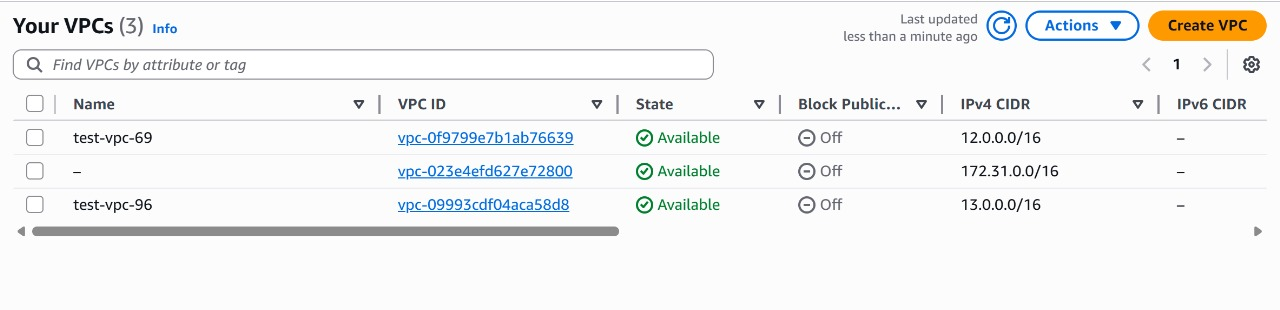 Your VPCs (3) Info
Last updated
less than a minute ago
Actions
Create VPC
Find VPCs by attribute or tag
1
Name VPC ID State Block Public... IPv4 CIDR IPv6 CIDR
test-vpc-69 vpc-0f9799e7b1ab76639 Available Off 12.0.0.0/16 –
– vpc-023e4efd627e72800 Available Off 172.31.0.0/16 –
test-vpc-96 vpc-09993cdf04aca58d8 Available Off 13.0.0.0/16 –